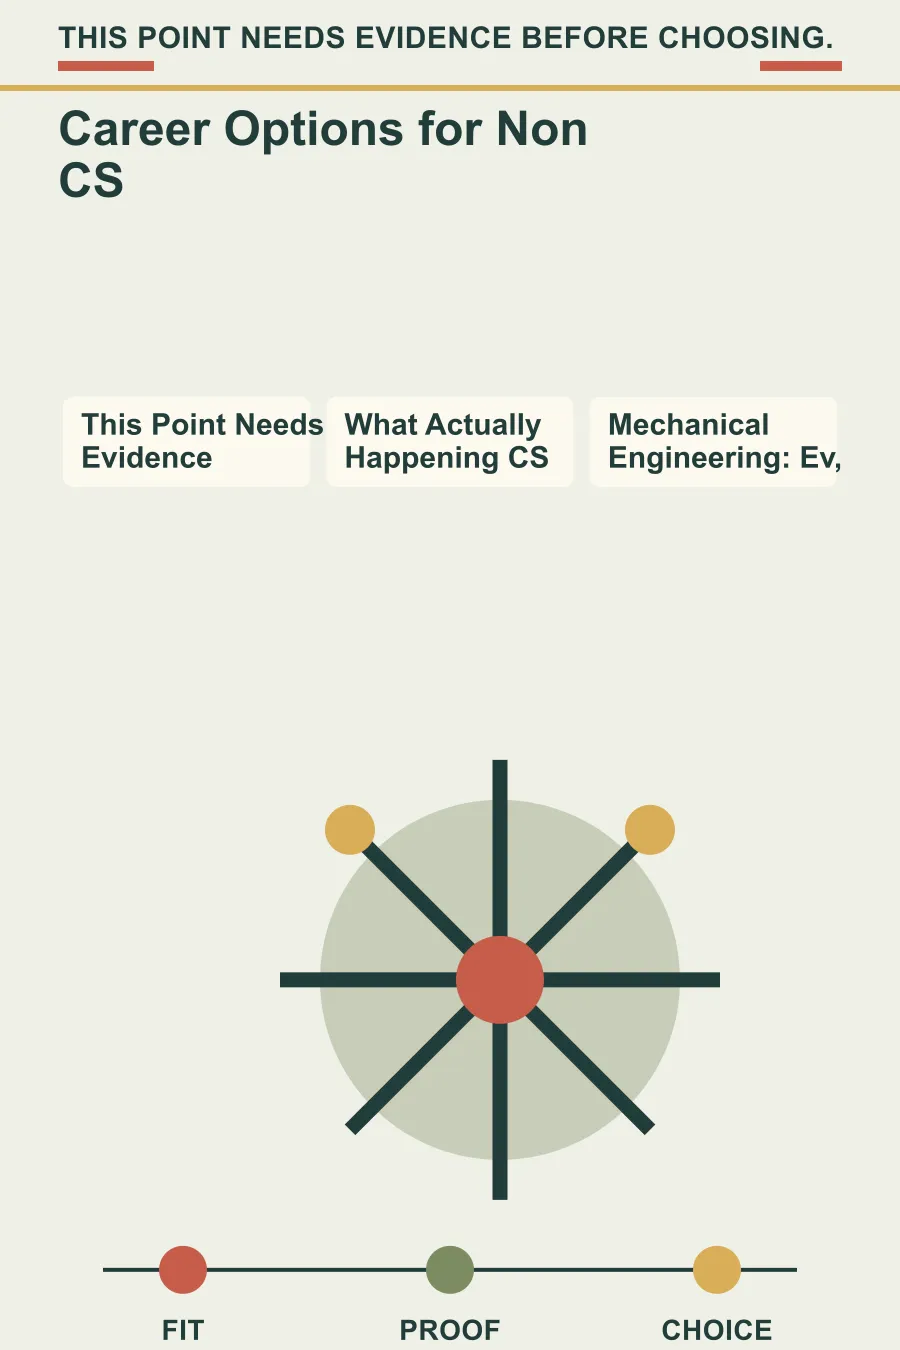 THIS POINT NEEDS EVIDENCE BEFORE CHOOSING.
Career Options for Non
CS
This Point Needs
Evidence
What Actually
Happening CS
Mechanical
Engineering: Ev,
FIT
PROOF
CHOICE